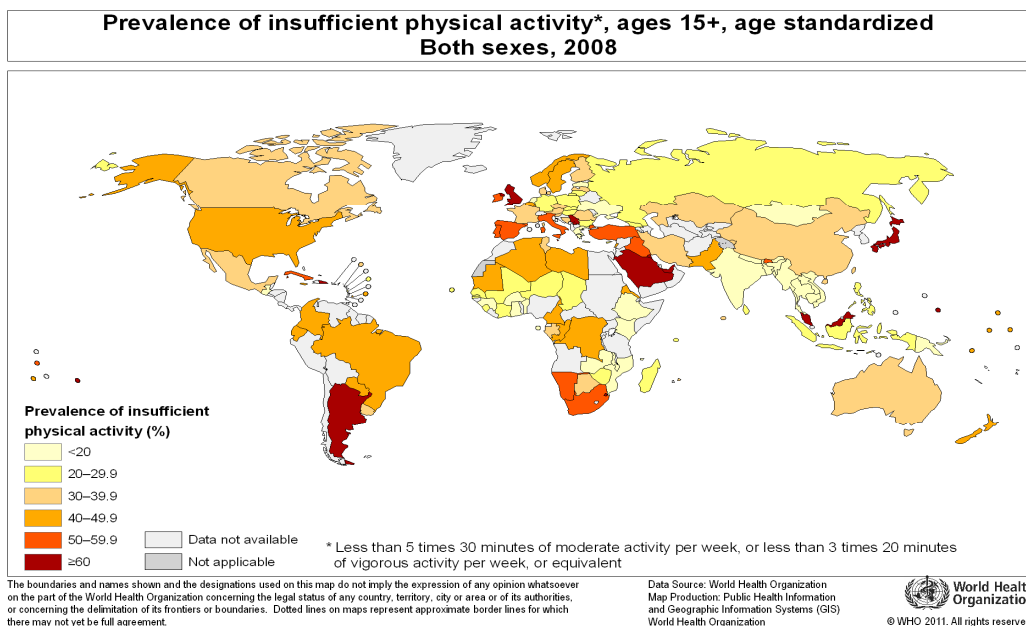 Prevalence of insufficient physical activity*, ages 15+, age standardized
Both sexes, 2008
Prevalence of insufficient
physical activity (%)
<20
20–29.9
30–39.9
40–49.9
50–59.9
≥60
Data not available
Not applicable
* Less than 5 times 30 minutes of moderate activity per week, or less than 3 times 20 minutes
of vigorous activity per week, or equivalent
The boundaries and names shown and the designations used on this map do not imply the expression of any opinion whatsoever
on the part of the World Health Organization concerning the legal status of any country, territory, city or area or of its authorities,
or concerning the delimitation of its frontiers or boundaries. Dotted lines on maps represent approximate border lines for which
there may not yet be full agreement.
Data Source: World Health Organization
Map Production: Public Health Information
and Geographic Information Systems (GIS)
World Health Organization
World Healt
Organizatio
© WHO 2011. All rights reserve